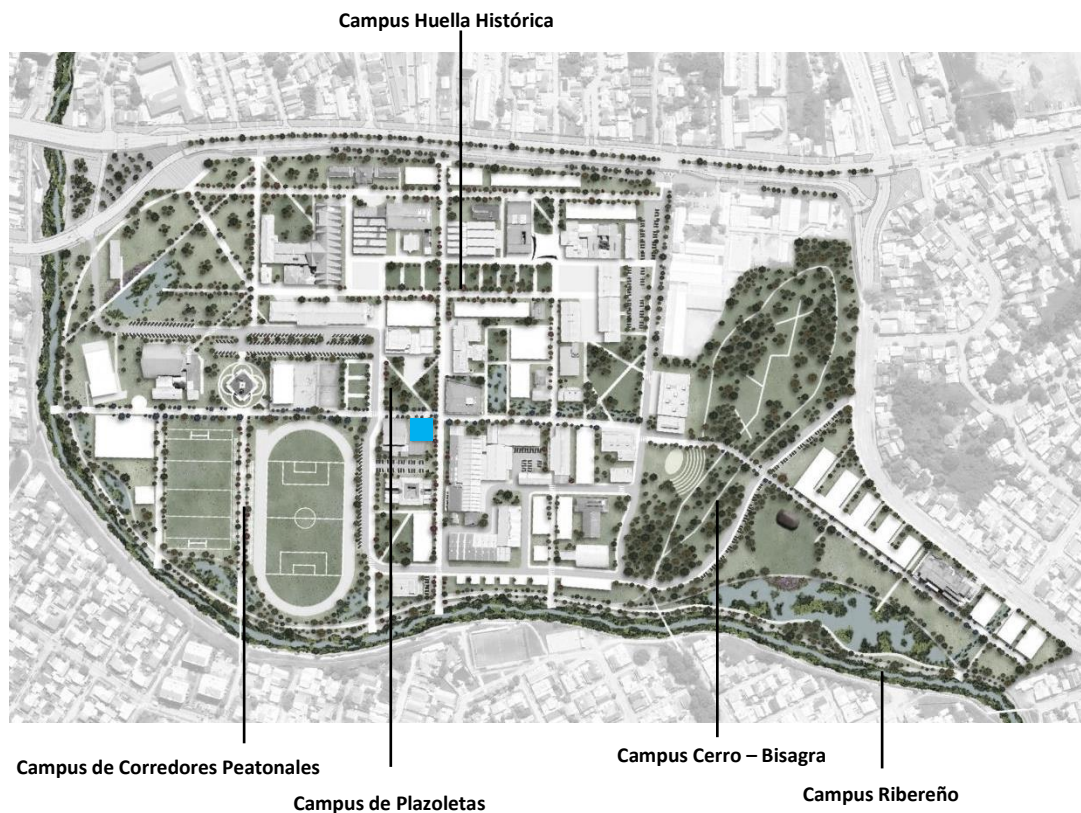 Campus Huella Histórica
Campus de Corredores Peatonales
Campus de Plazoletas
Campus Cerro – Bisagra
Campus Ribereño